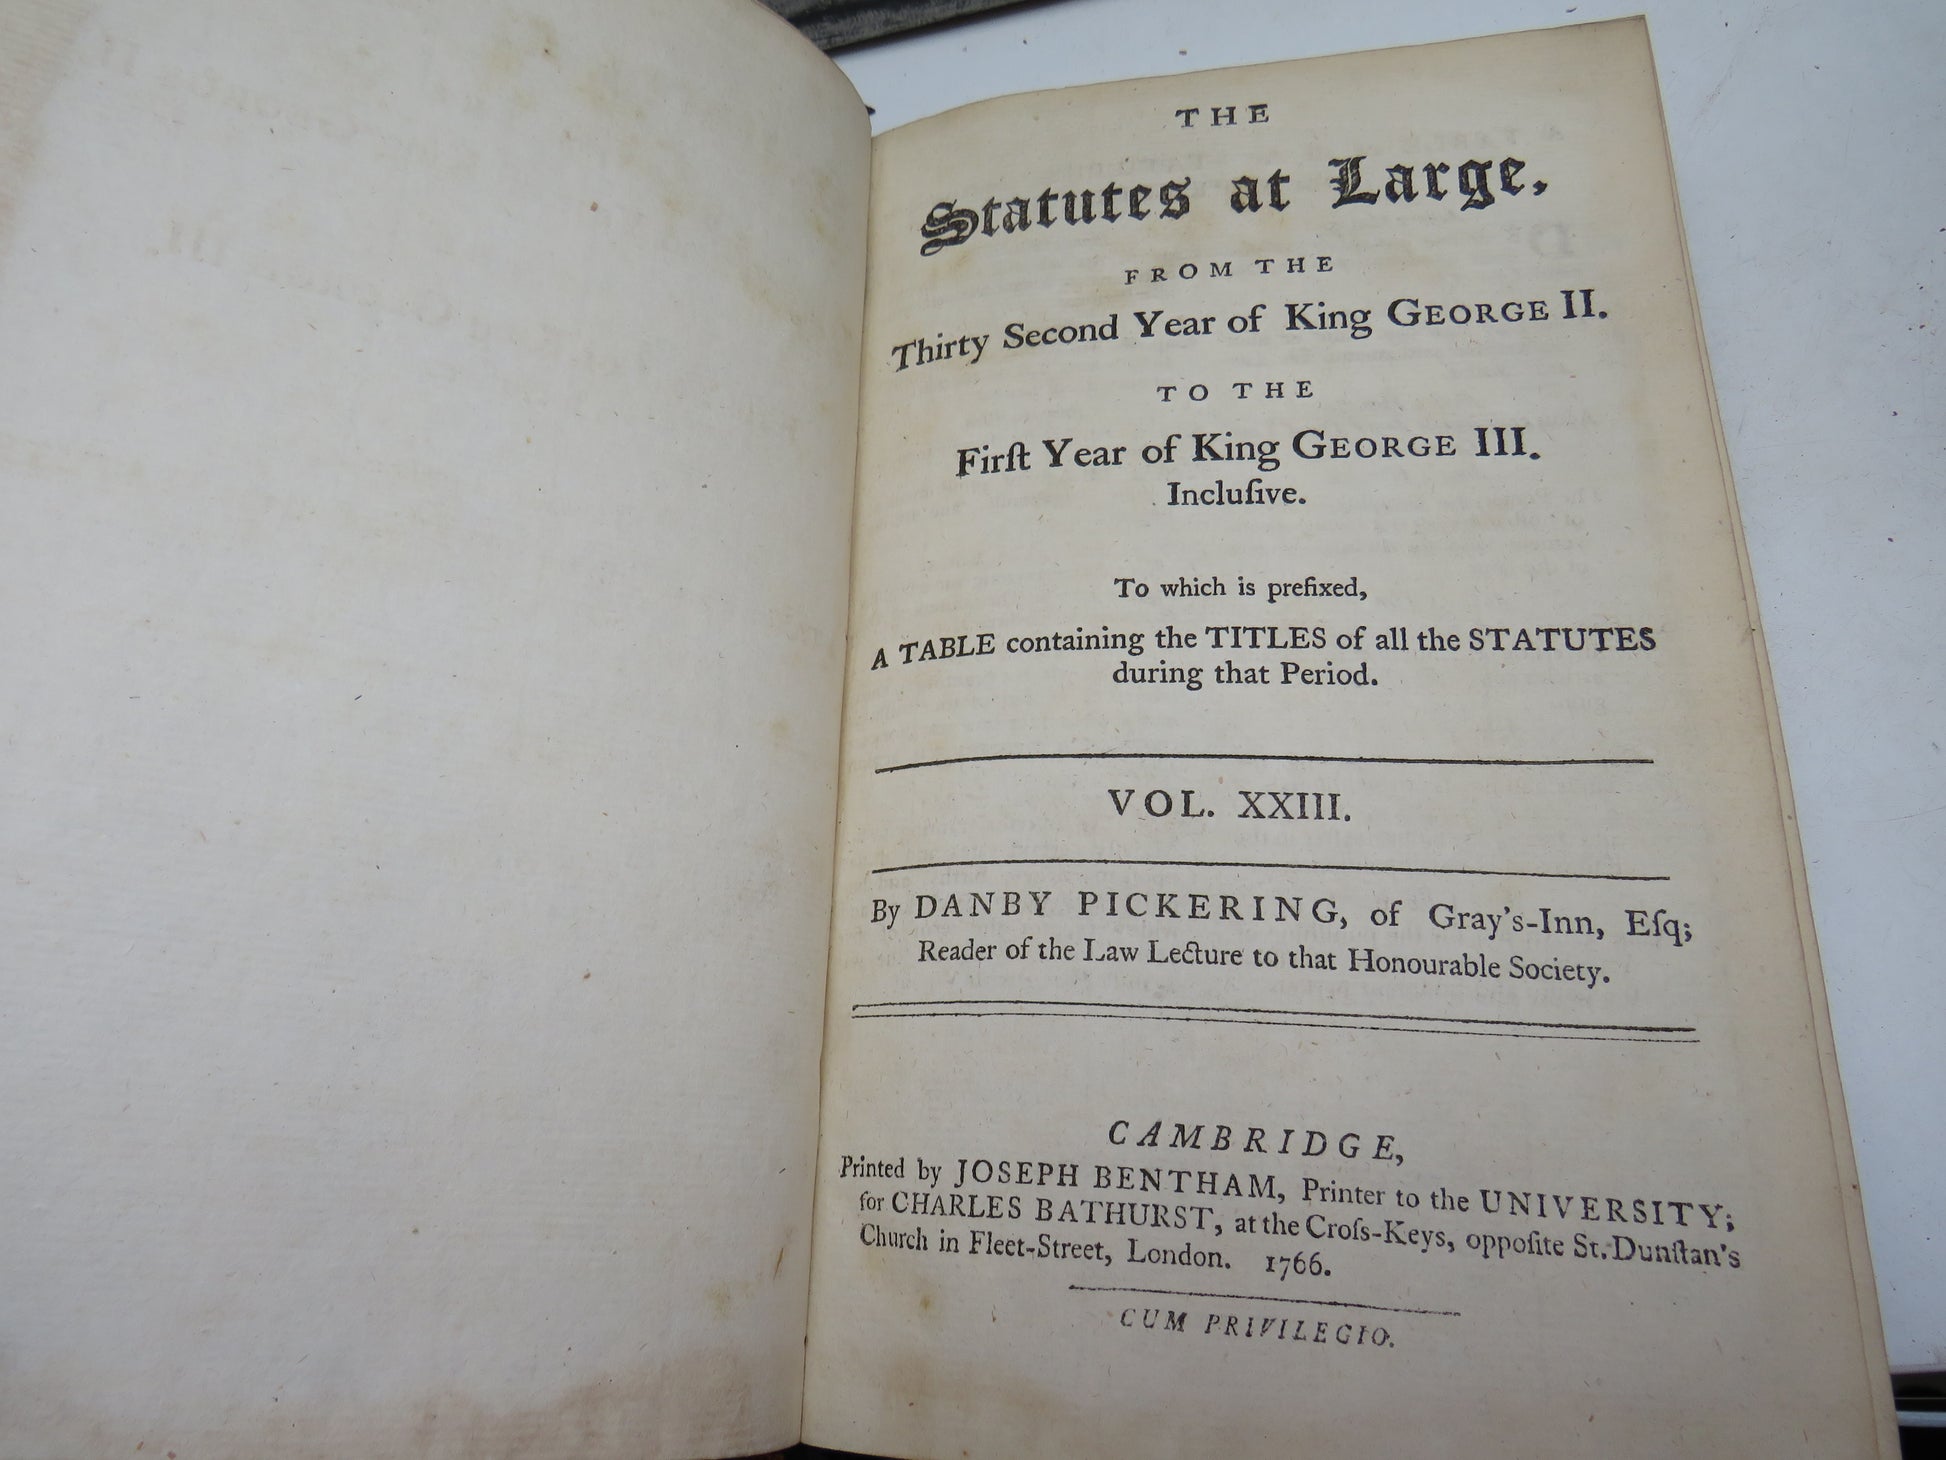 THE
Statutes at Large,
FROM THE
Thirty Second Year of King GEORGE II.
TO THE
Firſt Year of King GEORGE III.
Incluſive.
To which is prefixed,
A TABLE containing the TITLES of all the STATUTES
during that Period.
VOL. XXIII.
By DANBY PICKERING, of Gray's-Inn, Eſq;
Reader of the Law Lecture to that Honourable Society.
CAMBRIDGE,
Printed by JOSEPH BENTHAM, Printer to the UNIVERSITY;
for CHARLES BATHURST, at the Croſs-Keys, oppoſite St. Dunſtan's
Church in Fleet-Street, London. 1766.
CUM PRIVILEGIO.